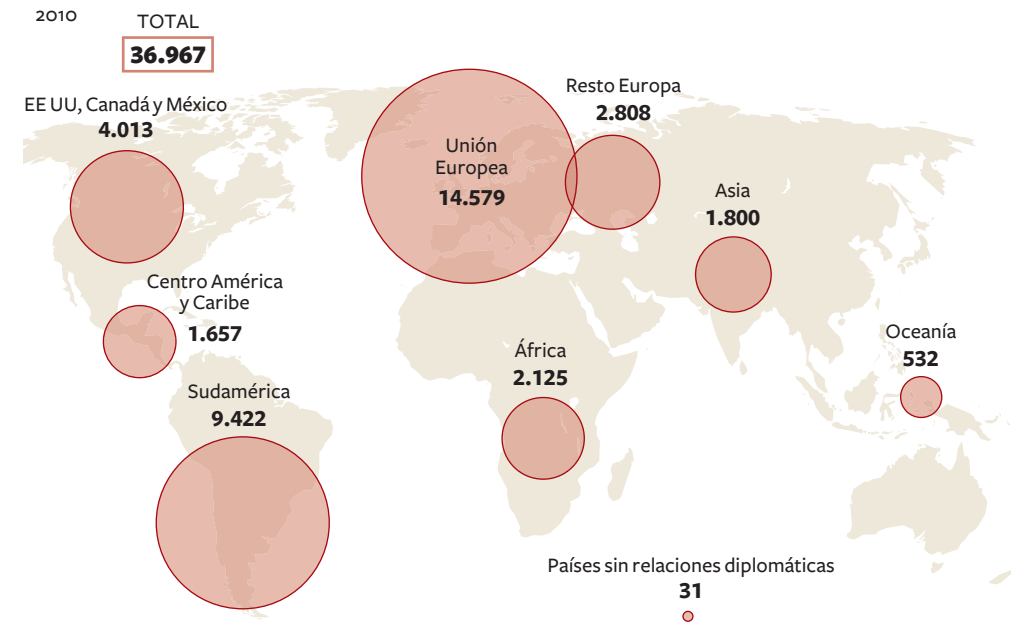 2010
TOTAL
36.967
EE UU, Canadá y México
4.013
Unión
Europea
14.579
Resto Europa
2.808
Asia
1.800
Centro América
y Caribe
1.657
Sudamérica
9.422
África
2.125
Oceanía
532
Países sin relaciones diplomáticas
31